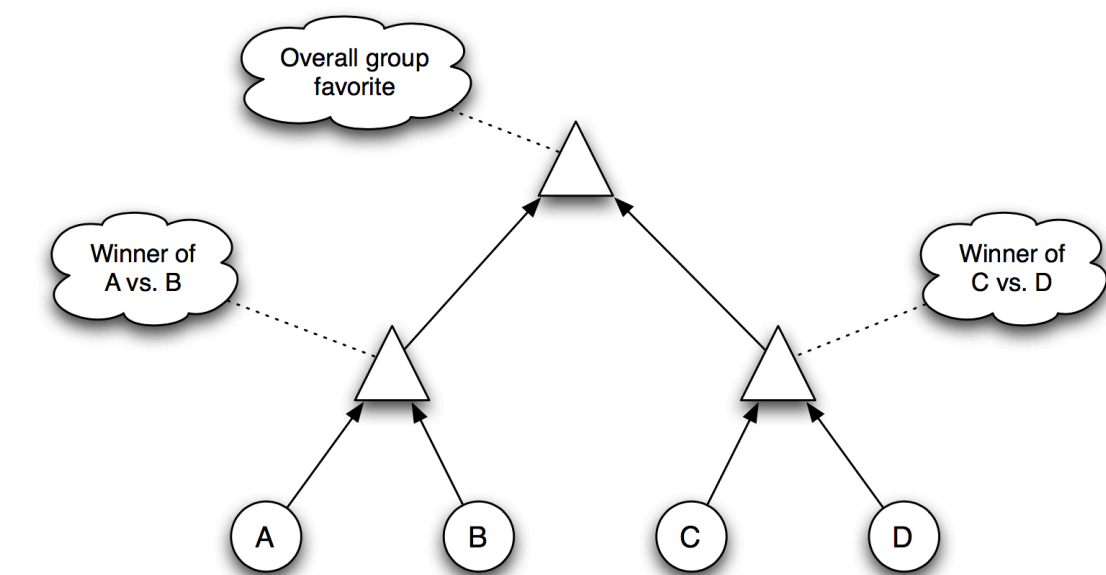 Overall group
favorite
Winner of
A vs. B
Winner of
C vs. D
A
B
C
D